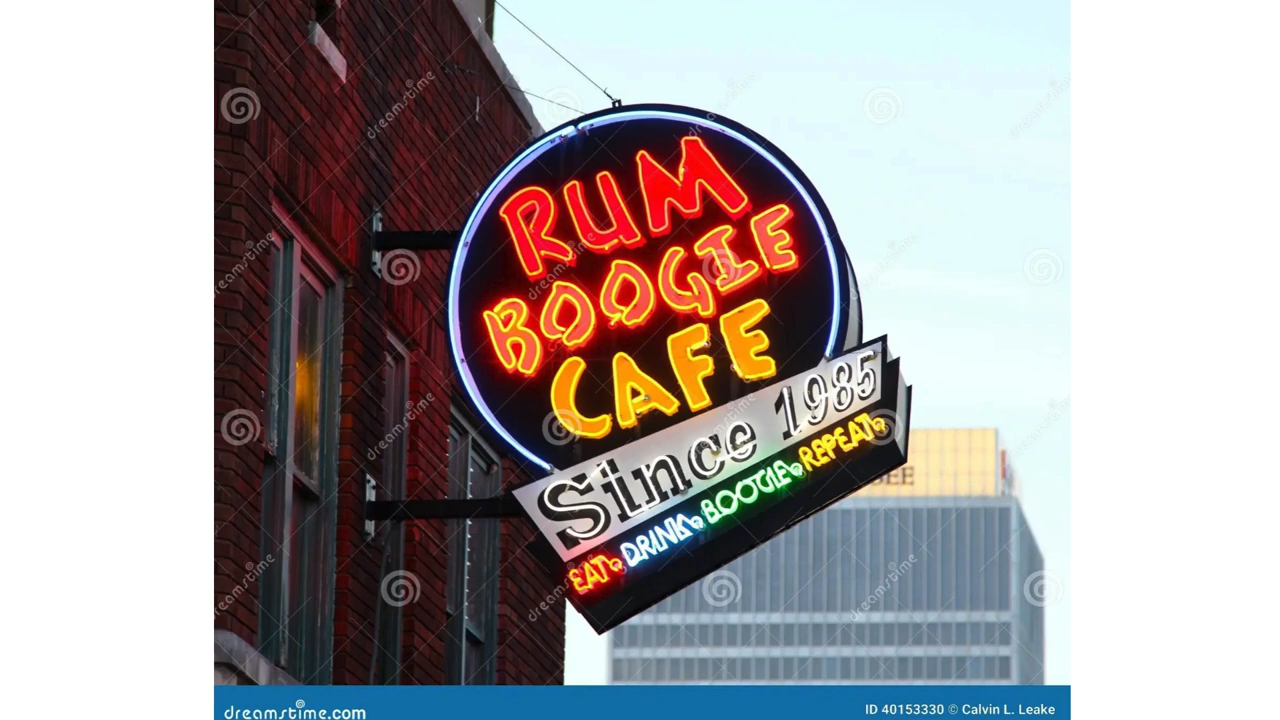 RUM
BOOGIE
CAFE
Since 1985
EAT. DRINK. BOOGIE. REPEAT.
dreamstime.com
ID 40153330 © Calvin L. Leake